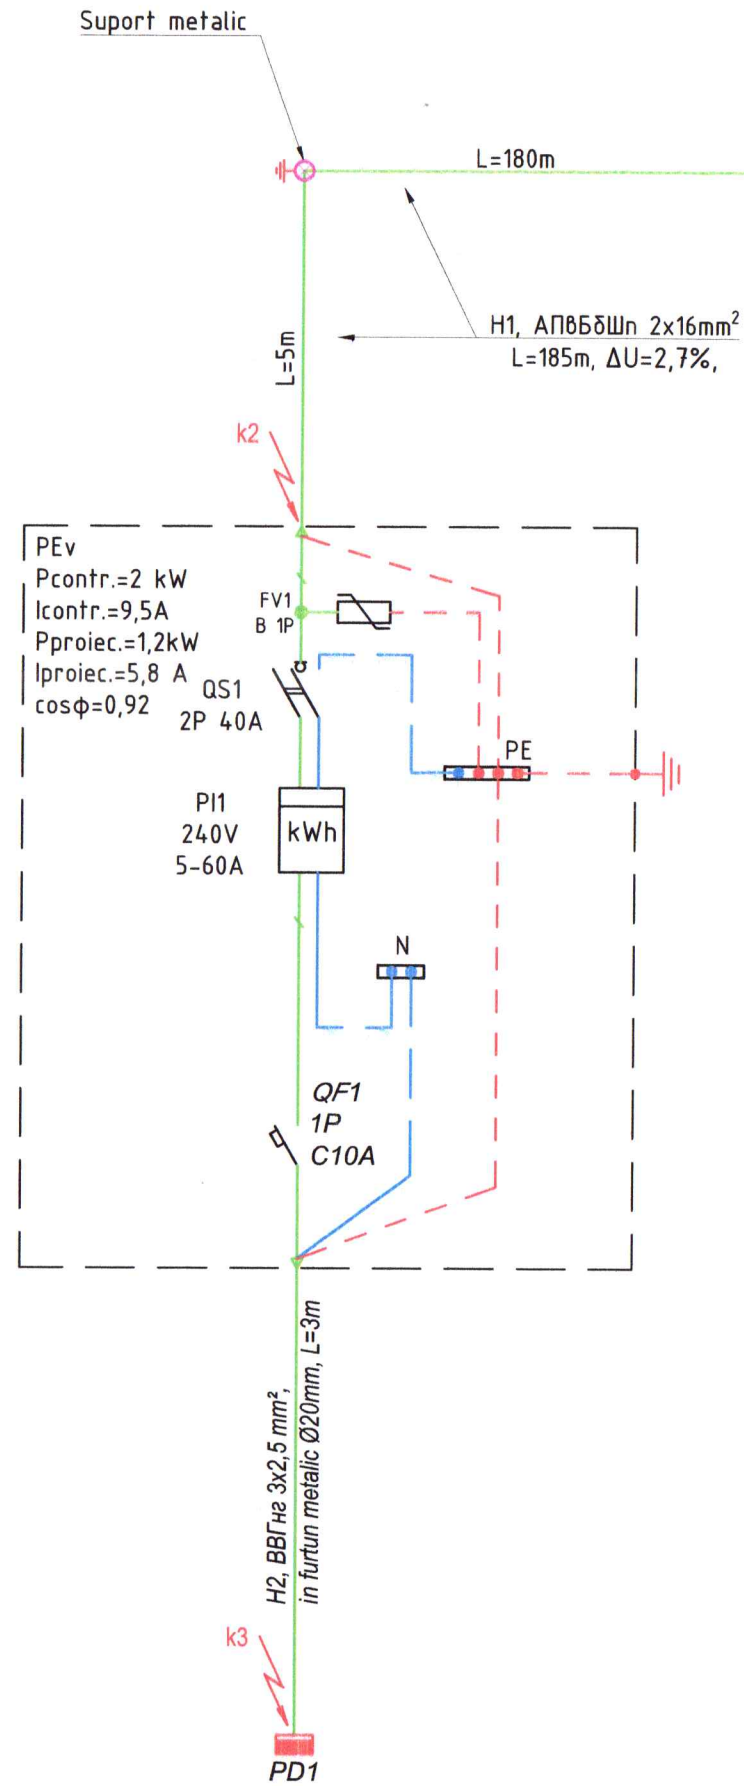 Suport metalic
L=180m
H1, АПвБбШп 2x16mm²
L=185m, ΔU=2,7%,
L=5m
k2
PEv
Pcontr.=2 kW
Icontr.=9,5A
Pproiec.=1,2kW
Iproiec.=5,8 A
cosφ=0,92
FV1
B 1P
QS1
2P 40A
PE
PI1
240V
5-60A
kWh
N
QF1
1P
C10A
H2, ВВГнг 3x2,5 mm²,
in furtun metalic Ø20mm, L=3m
k3
PD1